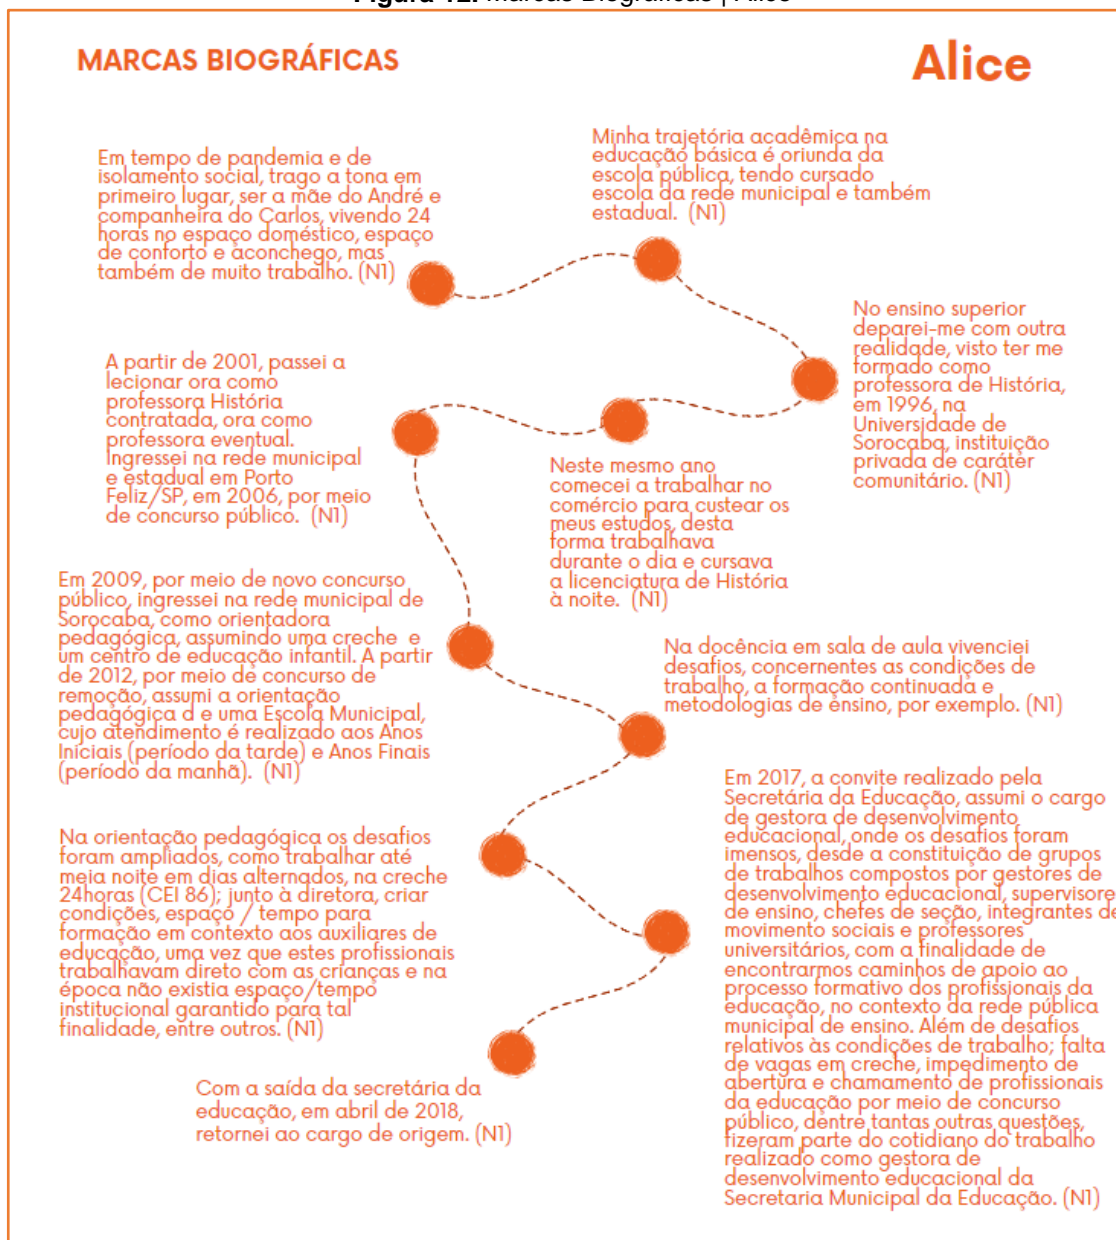 Figura 12. Marcas Biográficas | Alice
MARCAS BIOGRÁFICAS
Alice
Em tempo de pandemia e de
isolamento social, trago a tona em
primeiro lugar, ser a mãe do André e
companheira do Carlos, vivendo 24
horas no espaço doméstico, espaço
de conforto e aconchego, mas
também de muito trabalho. (N1)
Minha trajetória acadêmica na
educação básica é oriunda da
escola pública, tendo cursado
escola da rede municipal e também
estadual. (N1)
No ensino superior
deparei-me com outra
realidade, visto ter me
formado como
professora de História,
em 1996, na
Universidade de
Sorocaba, instituição
privada de caráter
comunitário. (N1)
Neste mesmo ano
comecei a trabalhar no
comércio para custear os
meus estudos, desta
forma trabalhava
durante o dia e cursava
a licenciatura de História
à noite. (N1)
A partir de 2001, passei a
lecionar ora como
professora História
contratada, ora como
professora eventual.
Ingressei na rede municipal
e estadual em Porto
Feliz/SP, em 2006, por meio
de concurso público. (N1)
Em 2009, por meio de novo concurso
público, ingressei na rede municipal de
Sorocaba, como orientadora
pedagógica, assumindo uma creche e
um centro de educação infantil. A partir
de 2012, por meio de concurso de
remoção, assumi a orientação
pedagógica d e uma Escola Municipal,
cujo atendimento é realizado aos Anos
Iniciais (período da tarde) e Anos Finais
(período da manhã). (N1)
Na docência em sala de aula vivenciei
desafios, concernentes as condições de
trabalho, a formação continuada e
metodologias de ensino, por exemplo. (N1)
Na orientação pedagógica os desafios
foram ampliados, como trabalhar até
meia noite em dias alternados, na creche
24horas (CEI 86); junto à diretora, criar
condições, espaço / tempo para
formação em contexto aos auxiliares de
educação, uma vez que estes profissionais
trabalhavam direto com as crianças e na
época não existia espaço/tempo
institucional garantido para tal
finalidade, entre outros. (N1)
Em 2017, a convite realizado pela
Secretária da Educação, assumi o cargo
de gestora de desenvolvimento
educacional, onde os desafios foram
imensos, desde a constituição de grupos
de trabalhos compostos por gestores de
desenvolvimento educacional, supervisore
de ensino, chefes de seção, integrantes de
movimento sociais e professores
universitários, com a finalidade de
encontrarmos caminhos de apoio ao
processo formativo dos profissionais da
educação, no contexto da rede pública
municipal de ensino. Além de desafios
relativos às condições de trabalho; falta
de vagas em creche, impedimento de
abertura e chamamento de profissionais
da educação por meio de concurso
público, dentre tantas outras questões,
fizeram parte do cotidiano do trabalho
realizado como gestora de
desenvolvimento educacional da
Secretaria Municipal da Educação. (N1)
Com a saída da secretária da
educação, em abril de 2018,
retornei ao cargo de origem. (N1)